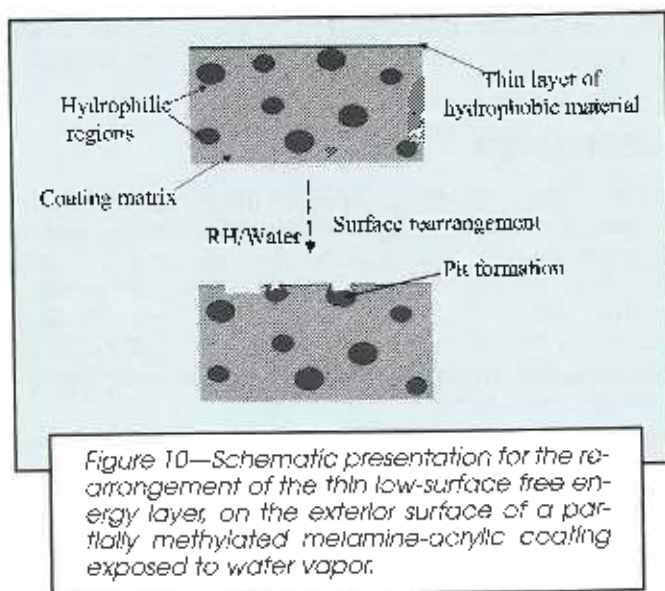 Thin layer of
hydrophobic material
Hydrophilic
regions
Coating matrix
RH/Water
Surface rearrangement
Pit formation
Figure 10—Schematic presentation for the re-
arrangement of the thin low-surface free en-
ergy layer, on the exterior surface of a par-
tially methylated melamine-acrylic coating
exposed to water vapor.